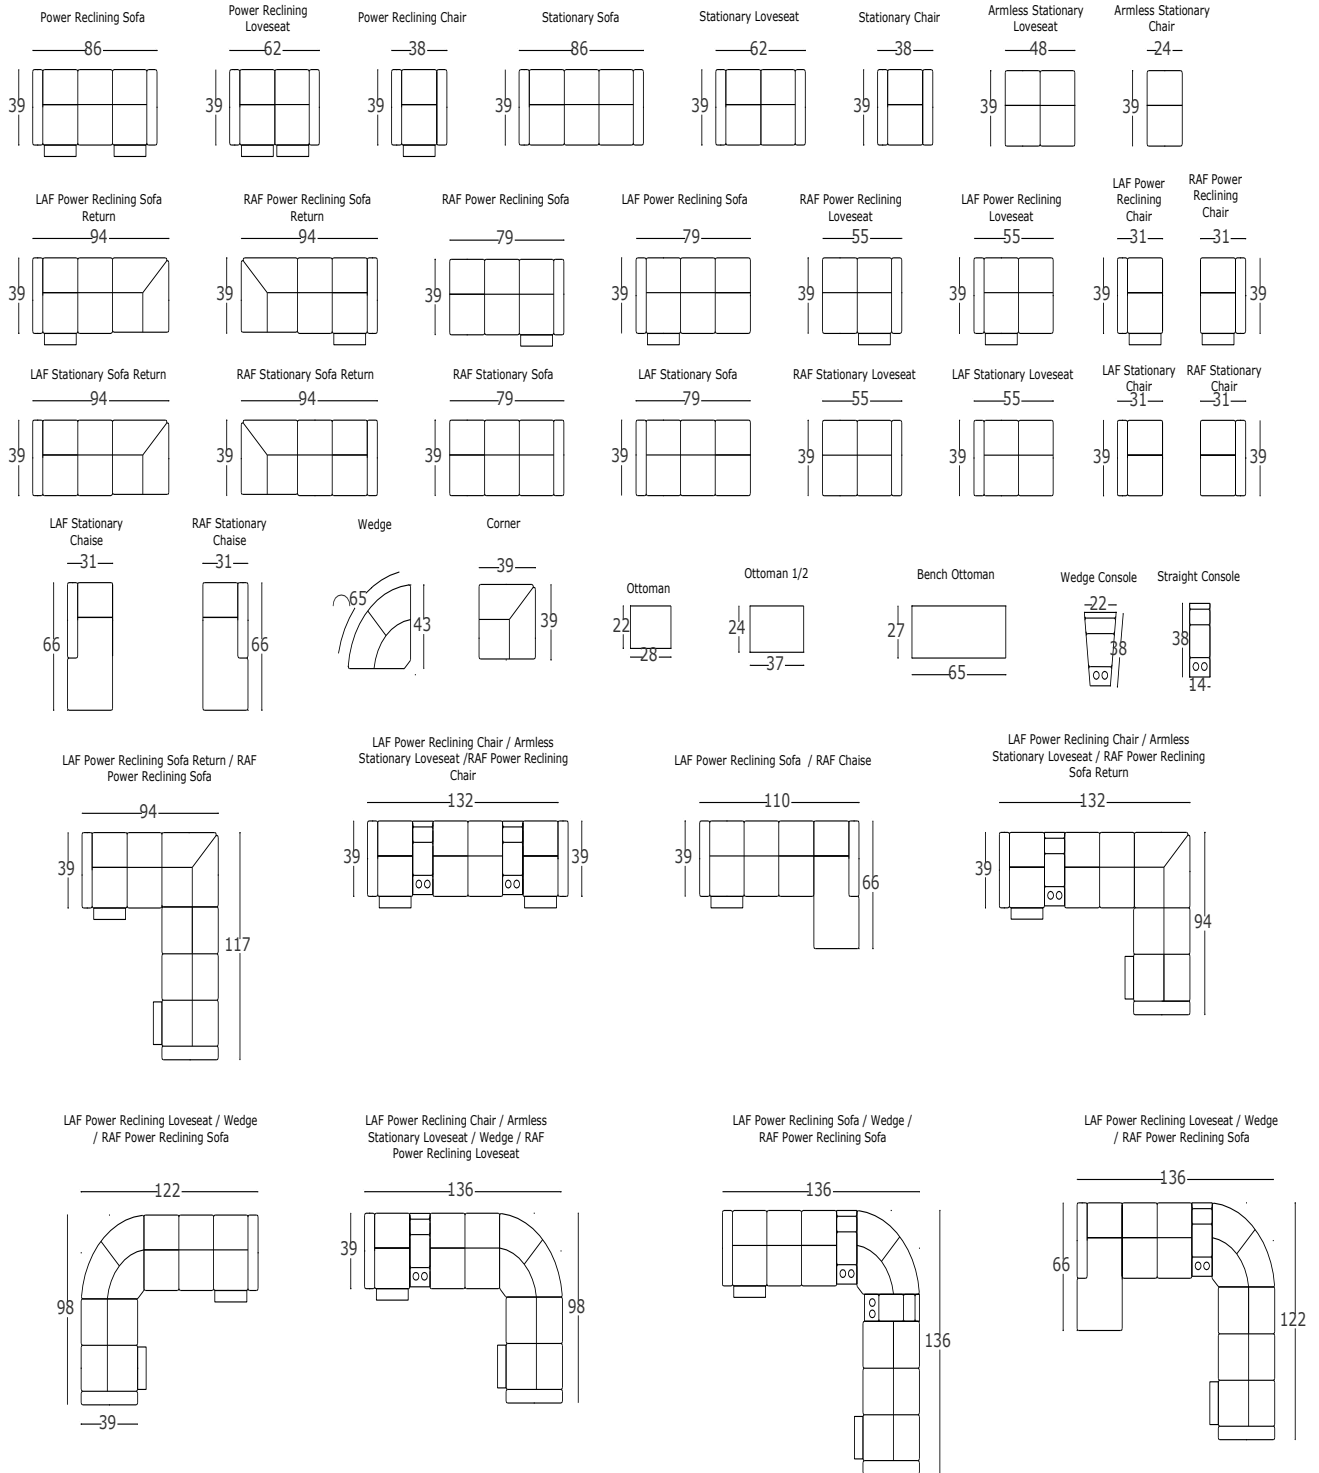 Power Reclining Sofa
Power Reclining
Loveseat
Power Reclining Chair
Stationary Sofa
Stationary Loveseat
Stationary Chair
Armless Stationary
Loveseat
Armless Stationary
Chair
86
62
38
86
62
38
48
24
39
39
39
39
39
39
39
39
LAF Power Reclining Sofa
Return
RAF Power Reclining Sofa
Return
RAF Power Reclining Sofa
LAF Power Reclining Sofa
RAF Power Reclining
Loveseat
LAF Power Reclining
Loveseat
LAF Power
Reclining
Chair
RAF Power
Reclining
Chair
94
94
79
79
55
55
31
31
39
39
39
39
39
39
39
39
LAF Stationary Sofa Return
RAF Stationary Sofa Return
RAF Stationary Sofa
LAF Stationary Sofa
RAF Stationary Loveseat
LAF Stationary Loveseat
LAF Stationary
Chair
RAF Stationary
Chair
94
94
79
79
55
55
31
31
39
39
39
39
39
39
39
39
LAF Stationary
Chaise
RAF Stationary
Chaise
Wedge
Corner
Ottoman
Ottoman 1/2
Bench Ottoman
Wedge Console
Straight Console
31
66
31
66
65
43
39
39
22
28
24
37
27
65
22
38
38
14
LAF Power Reclining Sofa Return / RAF
Power Reclining Sofa
94
39
117
LAF Power Reclining Chair / Armless
Stationary Loveseat /RAF Power Reclining
Chair
132
39
39
LAF Power Reclining Sofa / RAF Chaise
110
39
66
LAF Power Reclining Chair / Armless
Stationary Loveseat / RAF Power Reclining
Sofa Return
132
39
94
LAF Power Reclining Loveseat / Wedge
/ RAF Power Reclining Sofa
122
98
39
LAF Power Reclining Chair / Armless
Stationary Loveseat / Wedge / RAF
Power Reclining Loveseat
136
39
98
LAF Power Reclining Sofa / Wedge /
RAF Power Reclining Sofa
136
136
LAF Power Reclining Loveseat / Wedge
/ RAF Power Reclining Sofa
136
66
122